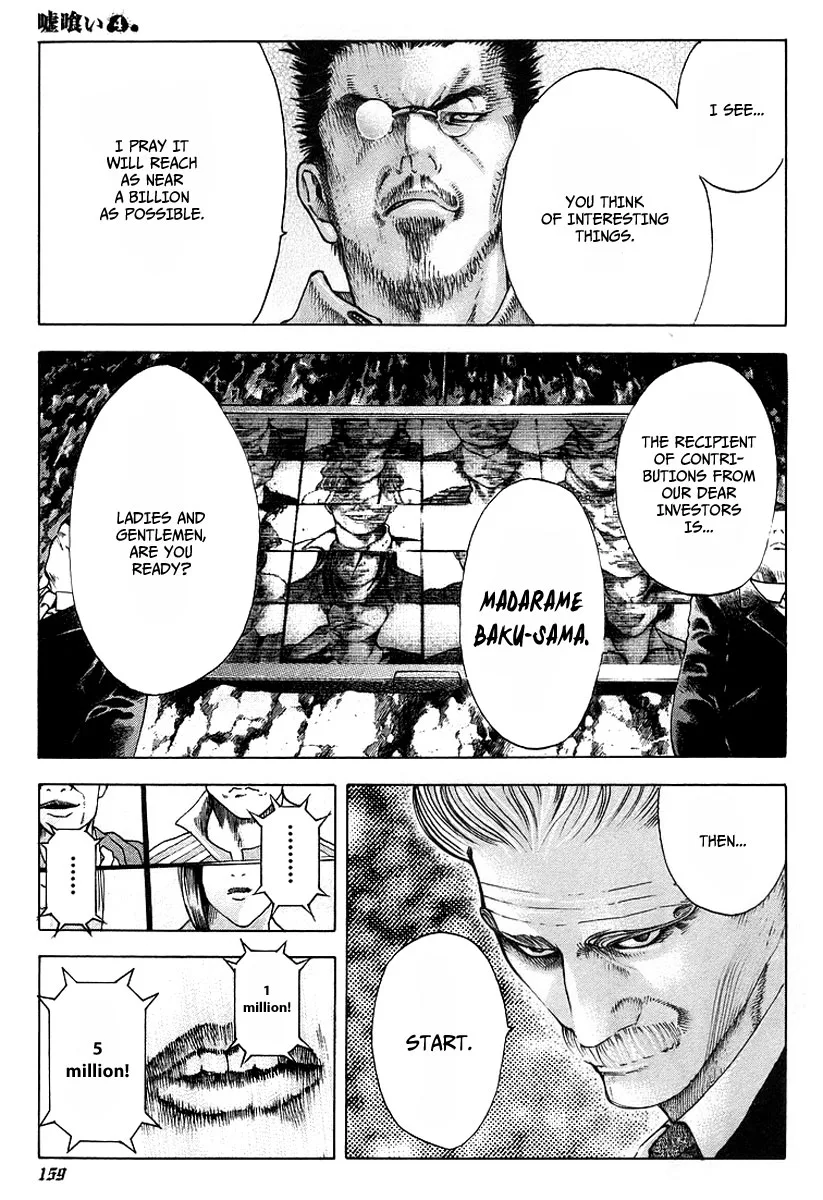 嘘喰い 4.
I SEE...
YOU THINK
OF INTERESTING
THINGS.
I PRAY IT
WILL REACH
AS NEAR
A BILLION
AS POSSIBLE.
THE RECIPIENT
OF CONTRI-
BUTIONS FROM
OUR DEAR
INVESTORS
IS...
MADARAME
BAKU-SAMA.
LADIES AND
GENTLEMEN,
ARE YOU
READY?
THEN...
START.
......
......
1
million!
5
million!
159